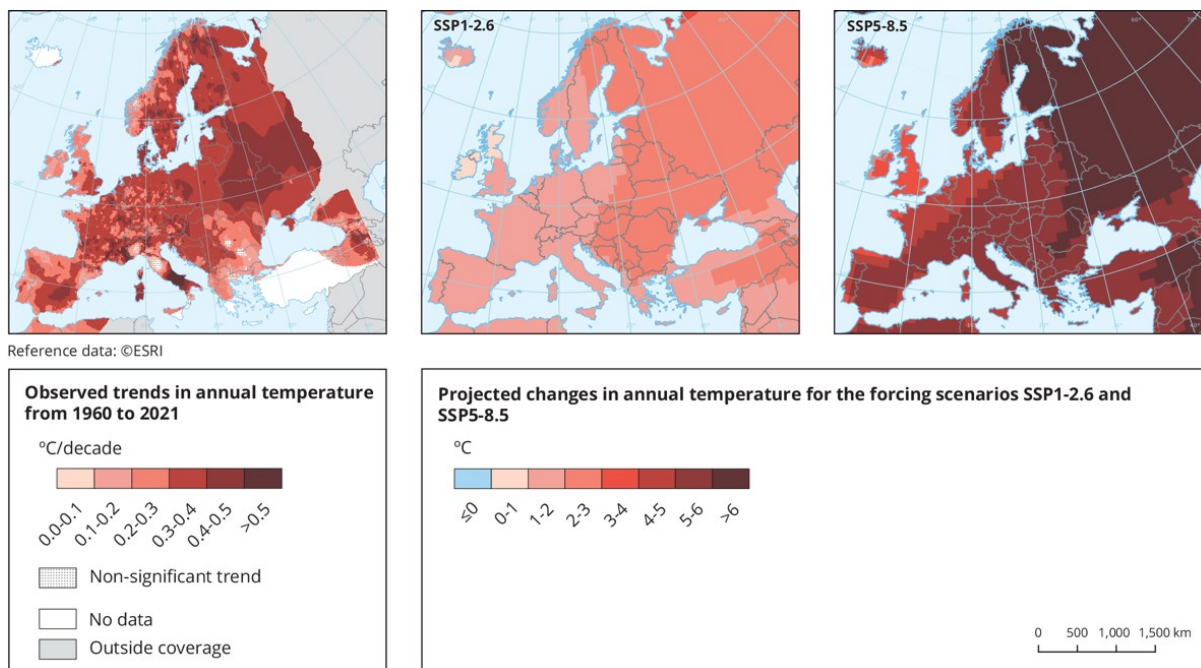 SSP1-2.6
SSP5-8.5
Reference data: ©ESRI
Observed trends in annual temperature
from 1960 to 2021
ºC/decade
0.0-0.1
0.1-0.2
0.2-0.3
0.3-0.4
0.4-0.5
>0.5
Non-significant trend
No data
Outside coverage
Projected changes in annual temperature for the forcing scenarios SSP1-2.6 and
SSP5-8.5
ºC
≤0
0-1
1-2
2-3
3-4
4-5
5-6
>6
0 500 1,000 1,500 km